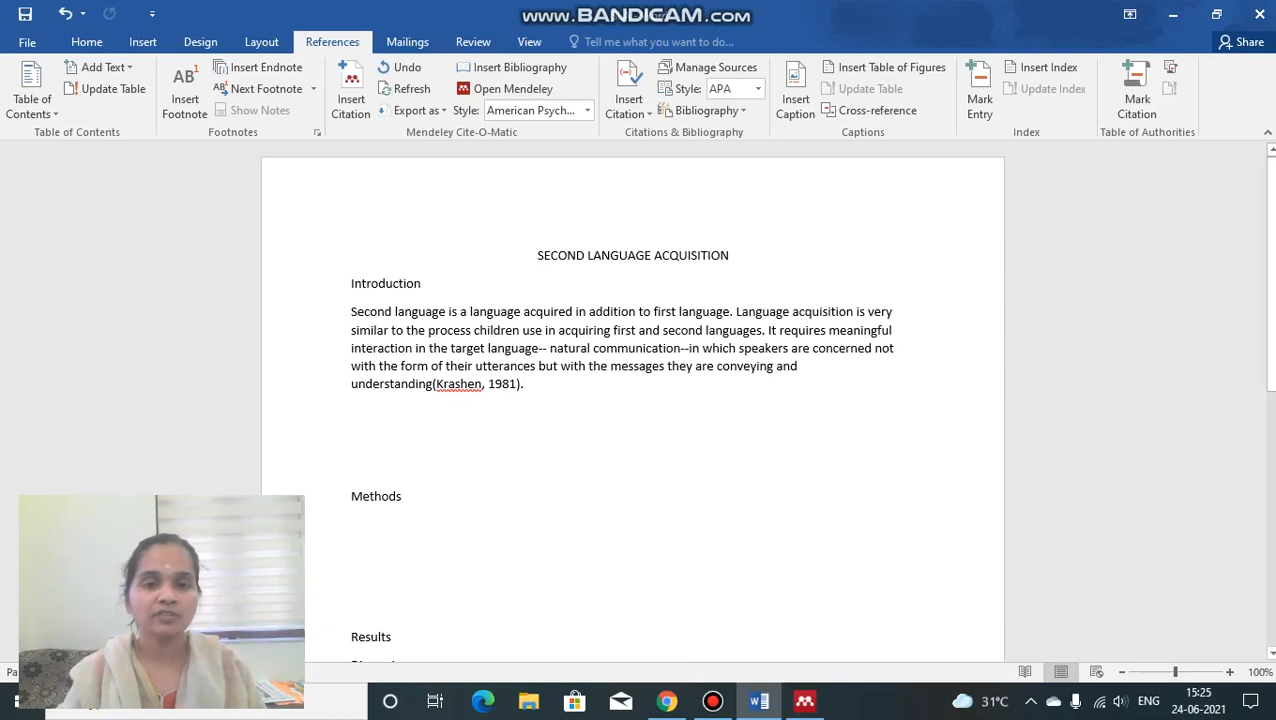 www.BANDICAM.com
File Home Insert Design Layout References Mailings Review View Tell me what you want to do... Share
Table of Contents
Add Text
Update Table
Table of Contents
AB1
Insert Footnote
Insert Endnote
AB1 Next Footnote
Show Notes
Footnotes
Insert Citation
Undo
Refresh
Export as
Insert Bibliography
Open Mendeley
Style: American Psych...
Mendeley Cite-O-Matic
Insert Citation
Manage Sources
Style: APA
Bibliography
Citations & Bibliography
Insert Caption
Insert Table of Figures
Update Table
Cross-reference
Captions
Mark Entry
Insert Index
Update Index
Index
Mark Citation
Table of Authorities
SECOND LANGUAGE ACQUISITION
Introduction
Second language is a language acquired in addition to first language. Language acquisition is very
similar to the process children use in acquiring first and second languages. It requires meaningful
interaction in the target language-- natural communication--in which speakers are concerned not
with the form of their utterances but with the messages they are conveying and
understanding(Krashen, 1981).
Methods
Results
100%
31°C
ENG
15:25
24-06-2021